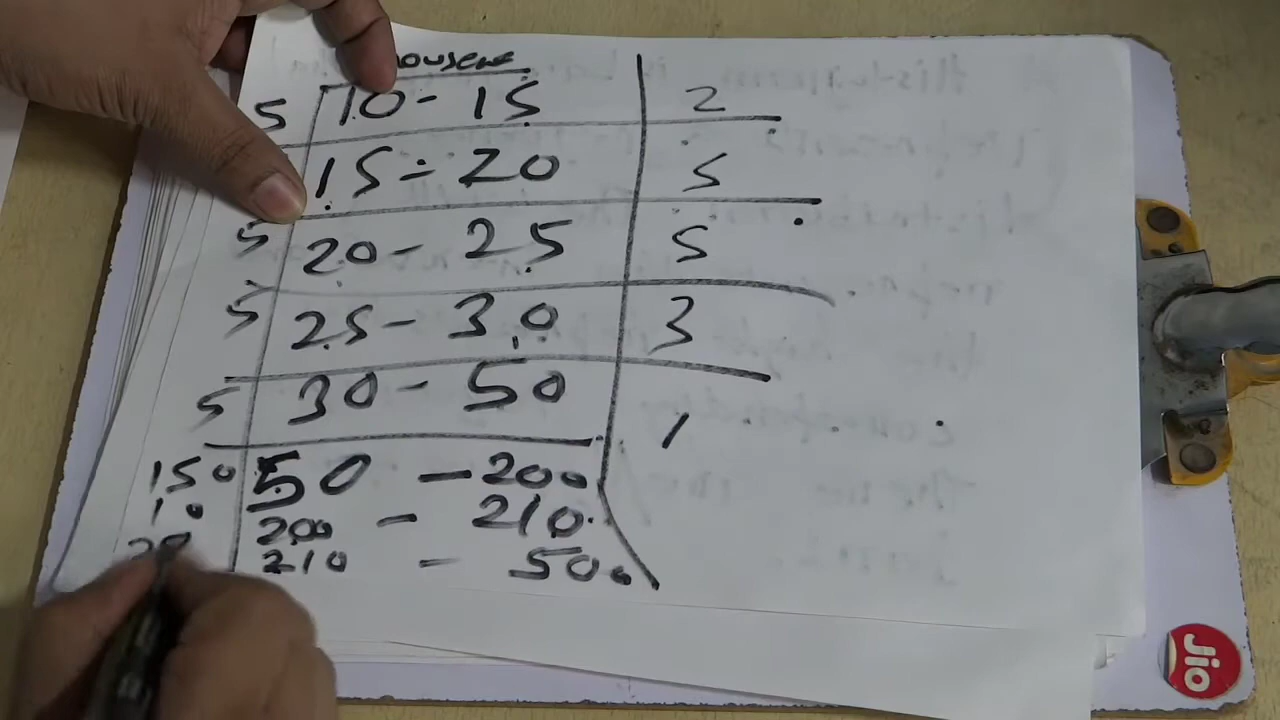 5 10 - 15 2
15 - 20 5
5 20 - 25 5
5 25 - 30 3
5 30 - 50 1
150 50 - 200
10 200 - 210
210 - 500
Jio